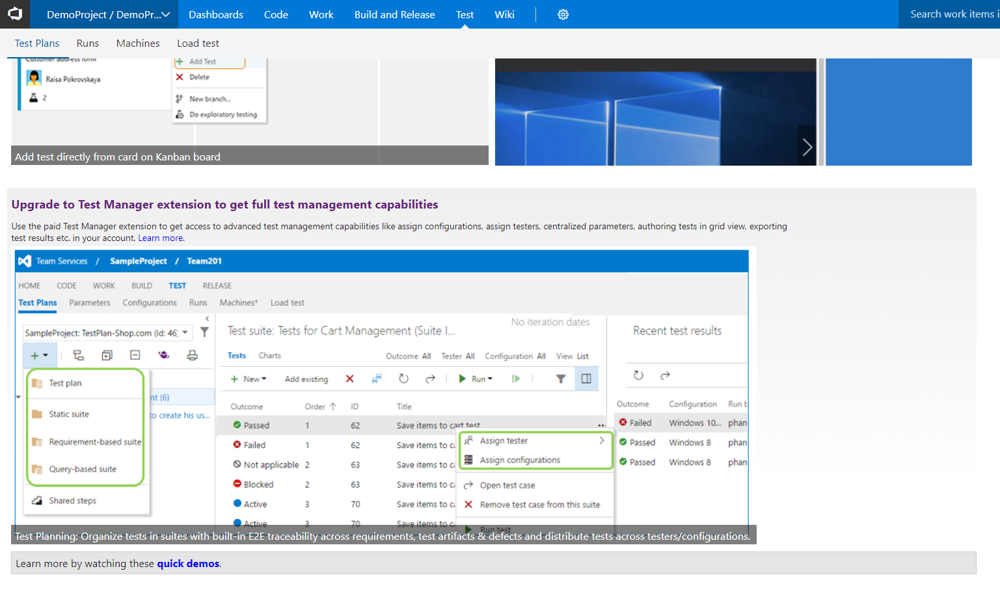 DemoProject / DemoPr...
Dashboards
Code
Work
Build and Release
Test
Wiki
Search work items i
Test Plans
Runs
Machines
Load test
Customer address form
Raisa Pokrovskaya
2
Add Test
Delete
New branch...
Do exploratory testing
Add test directly from card on Kanban board
Upgrade to Test Manager extension to get full test management capabilities
Use the paid Test Manager extension to get access to advanced test management capabilities like assign configurations, assign testers, centralized parameters, authoring tests in grid view, exporting
test results etc. in your account. Learn more.
Team Services / SampleProject / Team201
HOME CODE WORK BUILD TEST RELEASE
Test Plans Parameters Configurations Runs Machines* Load test
SampleProject: TestPlan-Shop.com (Id: 46)
Test plan
Static suite
Requirement-based suite
Query-based suite
Shared steps
nt (6)
to create his us...
No iteration dates
Test suite: Tests for Cart Management (Suite I...
Tests Charts
Outcome All Tester All Configuration All View List
New Add existing Run
Outcome Order ID Title
Passed 1 62 Save items to cart test
Failed 1 62 Save items to ca
Not applicable 2 63 Save items to ca
Blocked 2 63 Save items to ca
Active 3 70 Save items to ca
Active 3 70 Save items to ca
Assign tester
Assign configurations
Open test case
Remove test case from this suite
Run test
Recent test results
Outcome Configuration Run b
Failed Windows 10... phan
Passed Windows 8 phan
Passed Windows 8 phan
Test Planning: Organize tests in suites with built-in E2E traceability across requirements, test artifacts & defects and distribute tests across testers/configurations.
Learn more by watching these quick demos.